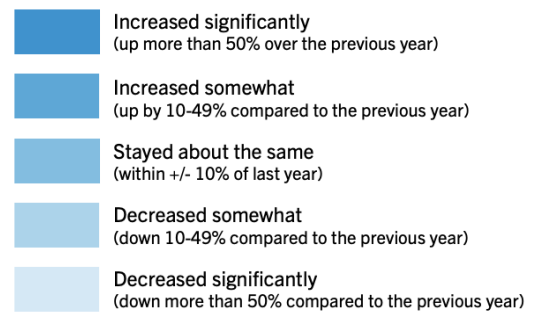 Increased significantly
(up more than 50% over the previous year)
Increased somewhat
(up by 10-49% compared to the previous year)
Stayed about the same
(within +/- 10% of last year)
Decreased somewhat
(down 10-49% compared to the previous year)
Decreased significantly
(down more than 50% compared to the previous year)